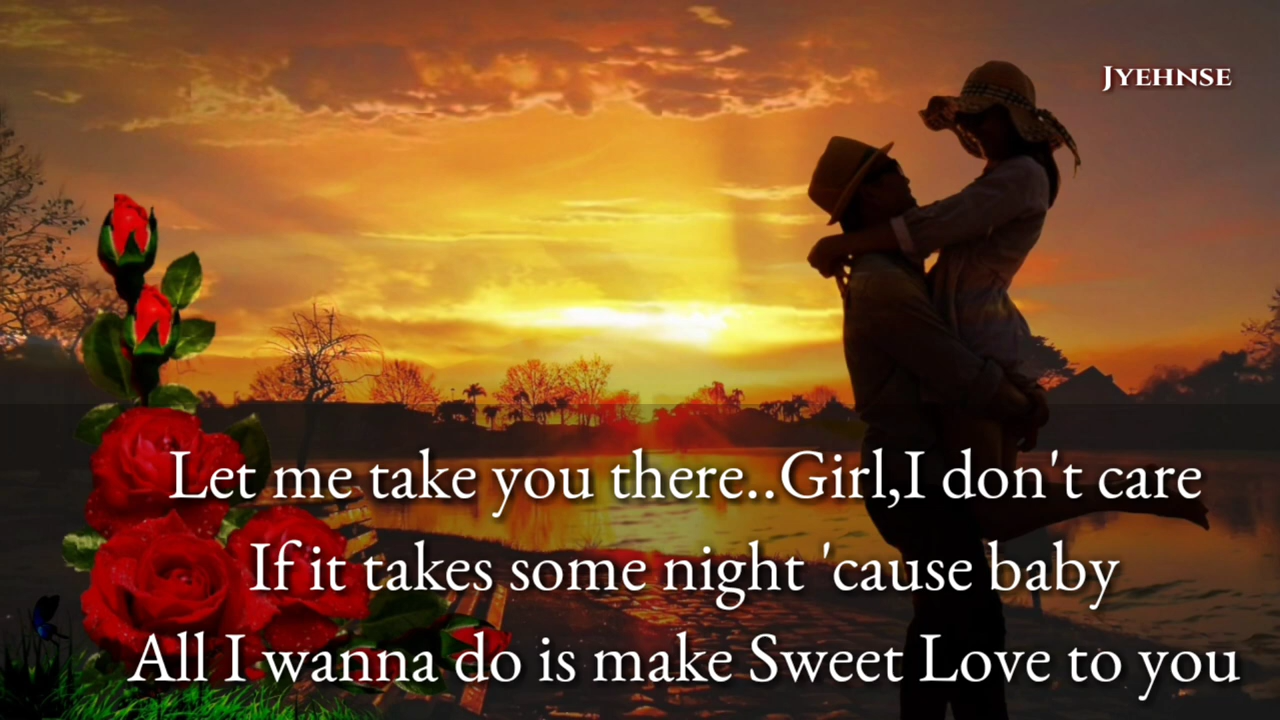 Jyehnse
Let me take you there..Girl,I don't care
If it takes some night 'cause baby
All I wanna do is make Sweet Love to you